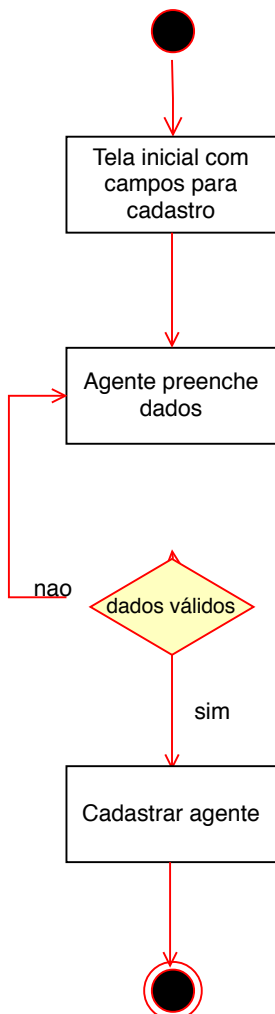 Tela inicial com
campos para
cadastro
Agente preenche
dados
nao
dados válidos
sim
Cadastrar agente